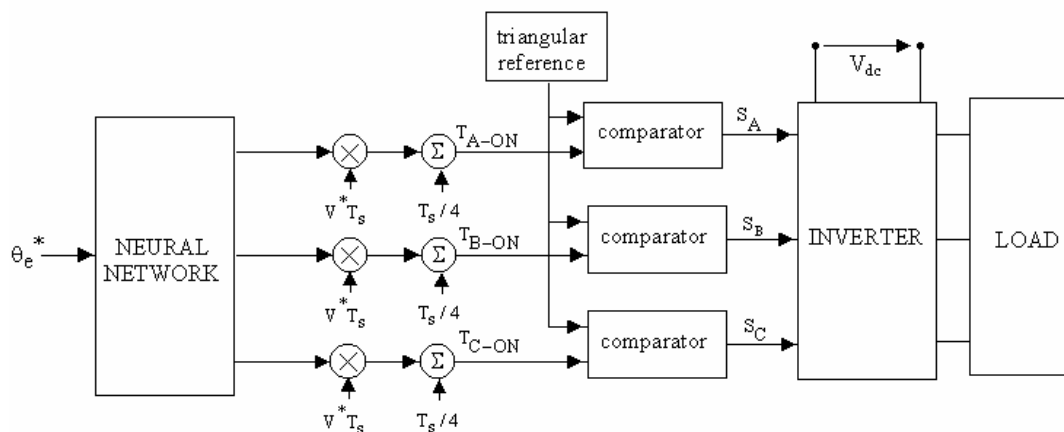 triangular
reference
V_dc
comparator
S_A
T_A-ON
Σ
V*T_s
T_s/4
θ_e*
NEURAL
NETWORK
T_B-ON
Σ
comparator
S_B
INVERTER
LOAD
V*T_s
T_s/4
T_C-ON
Σ
comparator
S_C
V*T_s
T_s/4